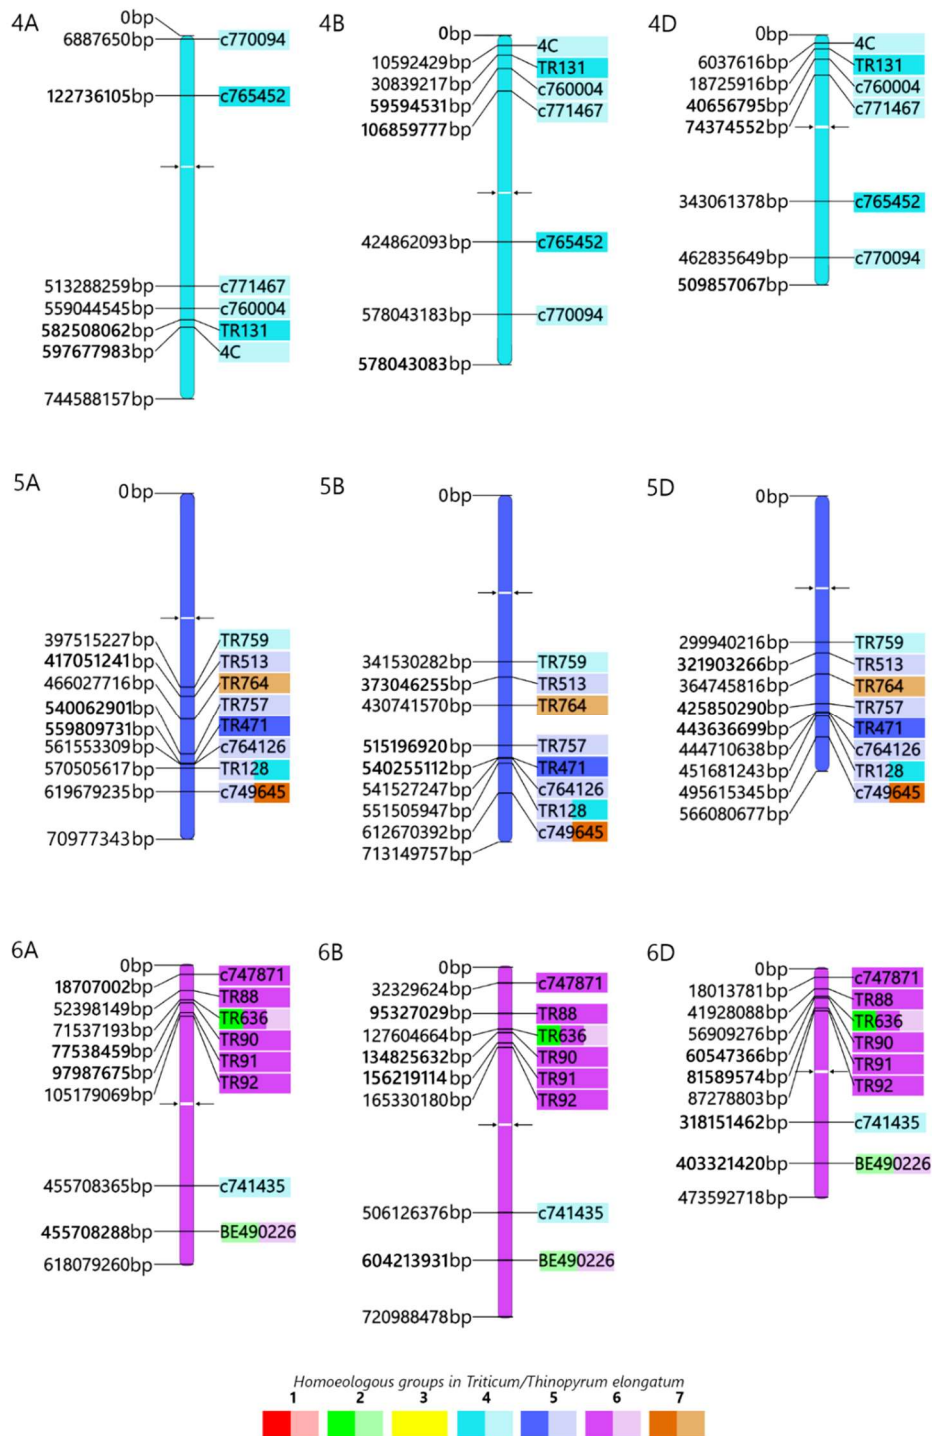 4A
0bp
6887650bp c770094
122736105bp c765452
513288259bp c771467
559044545bp c760004
582508062bp TR131
597677983bp 4C
744588157bp
4B
0bp
4C
10592429bp TR131
30839217bp c760004
59594531bp c771467
106859777bp
424862093bp c765452
578043183bp c770094
578043083bp
4D
0bp
4C
6037616bp TR131
18725916bp c760004
40656795bp c771467
74374552bp
343061378bp c765452
462835649bp c770094
509857067bp
5A
0bp
397515227bp TR759
417051241bp TR513
466027716bp TR764
540062901bp TR757
559809731bp TR471
561553309bp c764126
570505617bp TR128
619679235bp c749645
70977343bp
5B
0bp
341530282bp TR759
373046255bp TR513
430741570bp TR764
515196920bp TR757
540255112bp TR471
541527247bp c764126
551505947bp TR128
612670392bp c749645
713149757bp
5D
0bp
299940216bp TR759
321903266bp TR513
364745816bp TR764
425850290bp TR757
443636699bp TR471
444710638bp c764126
451681243bp TR128
495615345bp c749645
566080677bp
6A
0bp
c747871
18707002bp TR88
52398149bp TR636
71537193bp TR90
77538459bp TR91
97987675bp TR92
105179069bp
455708365bp c741435
455708288bp BE490226
618079260bp
6B
0bp
32329624bp c747871
95327029bp TR88
127604664bp TR636
134825632bp TR90
156219114bp TR91
165330180bp TR92
506126376bp c741435
604213931bp BE490226
720988478bp
6D
0bp
c747871
18013781bp TR88
41928088bp TR636
56909276bp TR90
60547366bp TR91
81589574bp TR92
87278803bp
318151462bp c741435
403321420bp BE490226
473592718bp
Homoeologous groups in Triticum/Thinopyrum elongatum
1 2 3 4 5 6 7